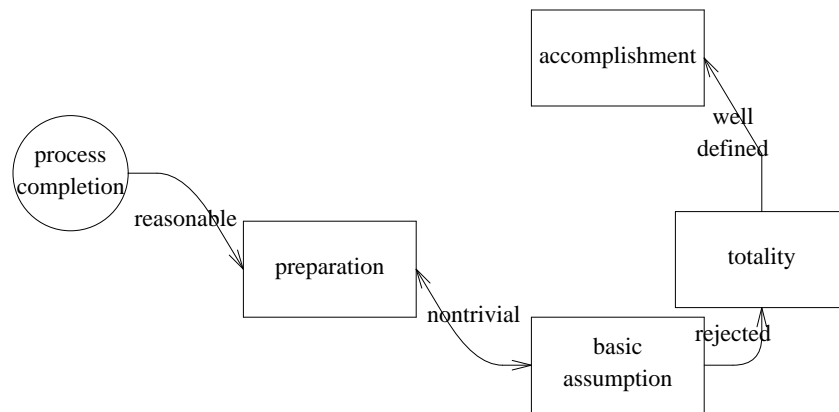 accomplishment
well
defined
process
completion
reasonable
totality
preparation
nontrivial
rejected
basic
assumption